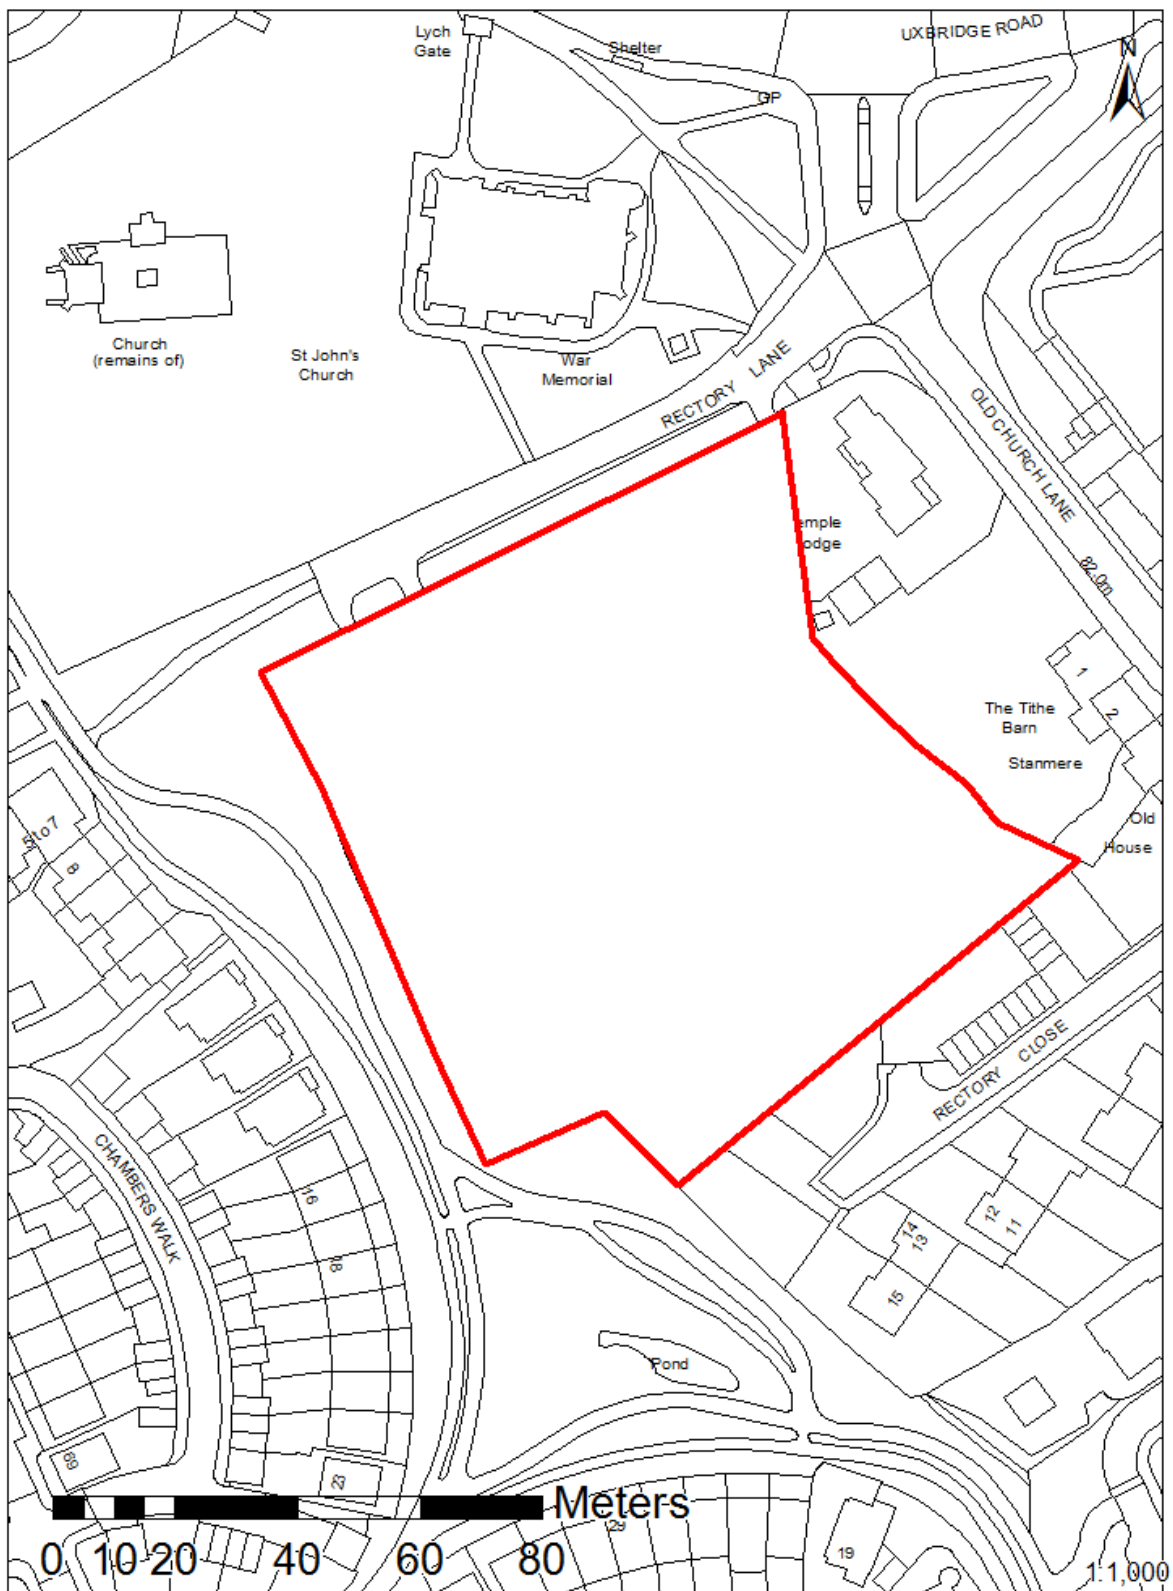 Lych
Gate
Shelter
UXBRIDGE ROAD
N
GP
Church
(remains of)
St John's
Church
War
Memorial
RECTORY LANE
OLD CHURCH LANE
emple
odge
82.0m
1
2
The Tithe
Barn
Stanmere
Old
House
5 to 7
8
RECTORY CLOSE
CHAMBERS WALK
16
18
12
11
14
13
15
Pond
69
23
29
19
Meters
0 10 20 40 60 80
1:1,000